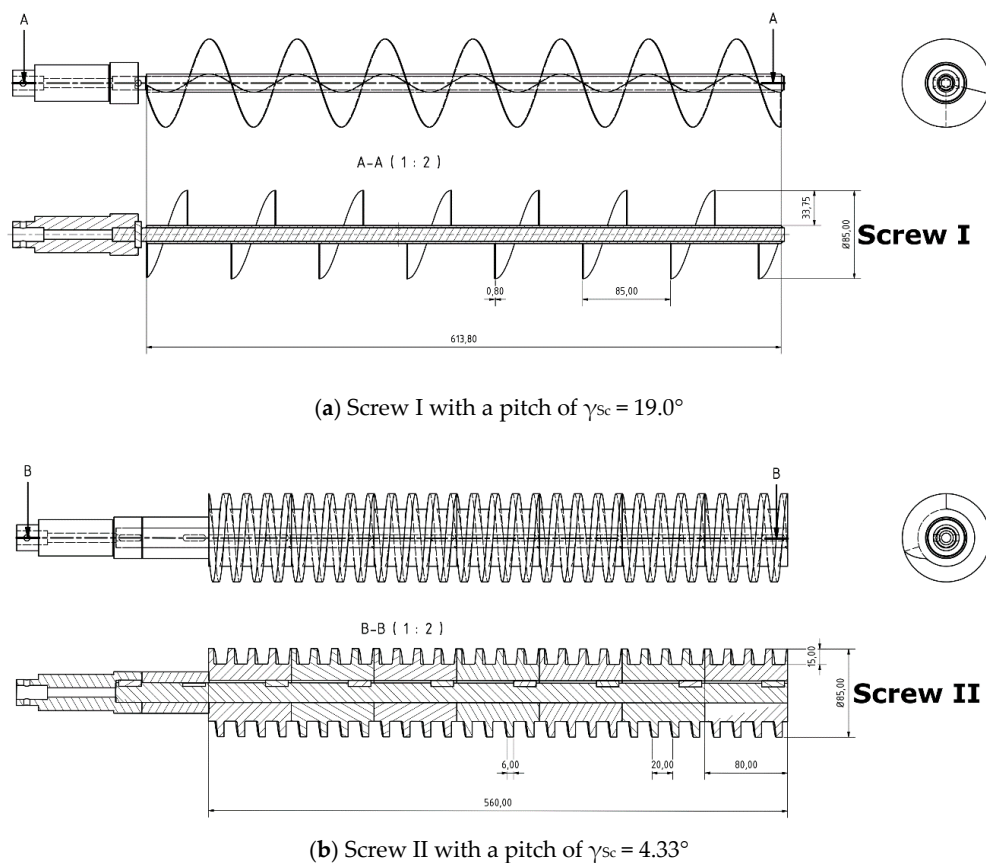 A
A
A-A ( 1 : 2 )
33,75
Ø85,00
Screw I
0,80
85,00
613,80
(a) Screw I with a pitch of γSc = 19.0°
B
B
B-B ( 1 : 2 )
15,00
Ø85,00
Screw II
6,00
20,00
80,00
560,00
(b) Screw II with a pitch of γSc = 4.33°